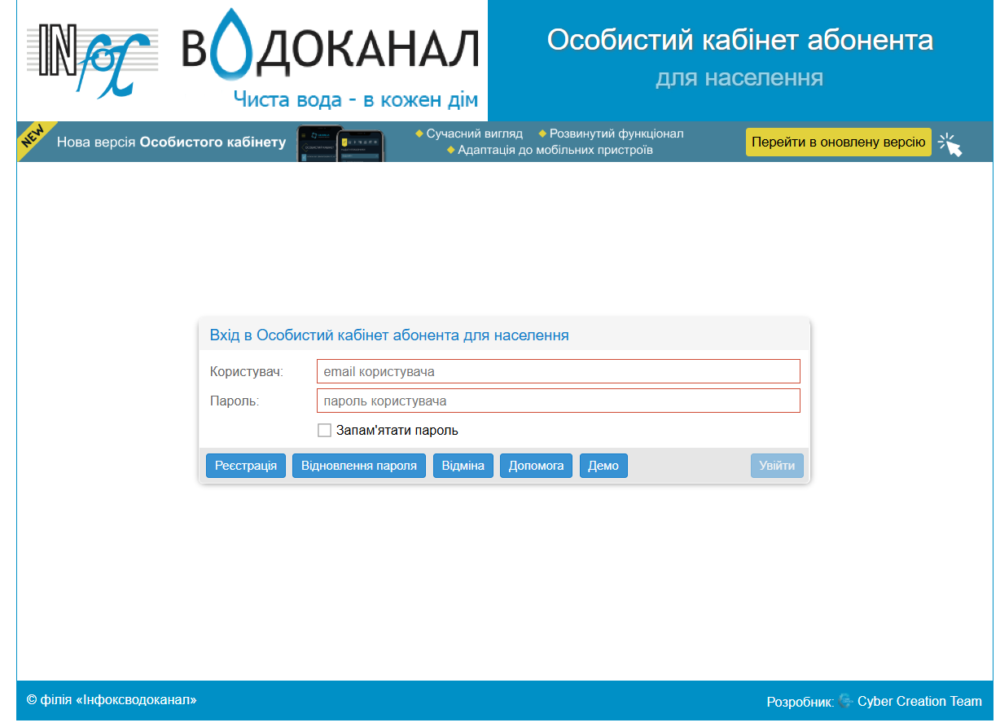 INfox ВОДОКАНАЛ
Чиста вода - в кожен дім
Особистий кабінет абонента
для населення
NEW
Нова версія Особистого кабінету
Сучасний вигляд Розвинутий функціонал
Адаптація до мобільних пристроїв
Перейти в оновлену версію
Вхід в Особистий кабінет абонента для населення
Користувач: email користувача
Пароль: пароль користувача
Запам'ятати пароль
Реєстрація Відновлення пароля Відміна Допомога Демо Увійти
© філія «Інфоксводоканал»
Розробник: Cyber Creation Team